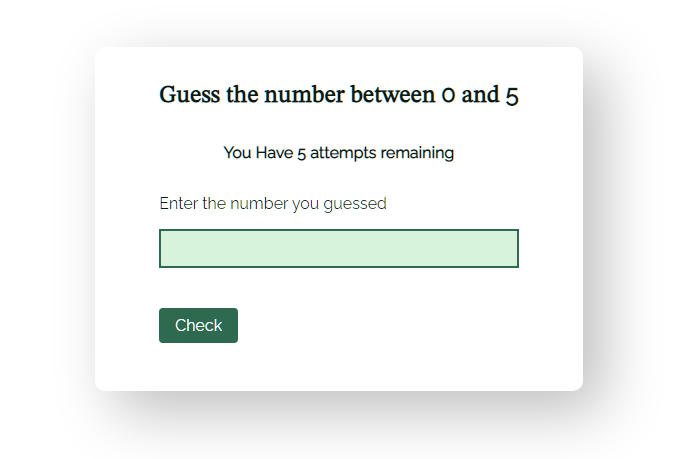 Guess the number between 0 and 5
You Have 5 attempts remaining
Enter the number you guessed
Check